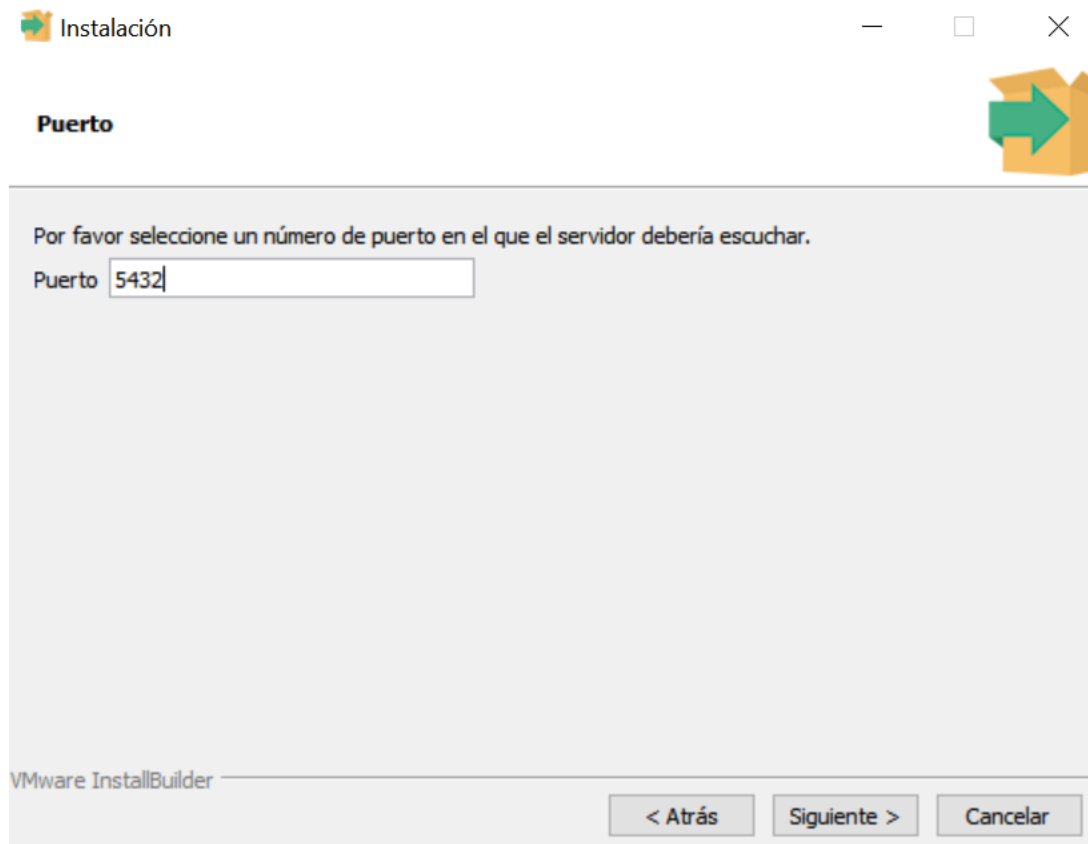 Instalación
Puerto
Por favor seleccione un número de puerto en el que el servidor debería escuchar.
Puerto 5432
VMware InstallBuilder
< Atrás Siguiente > Cancelar